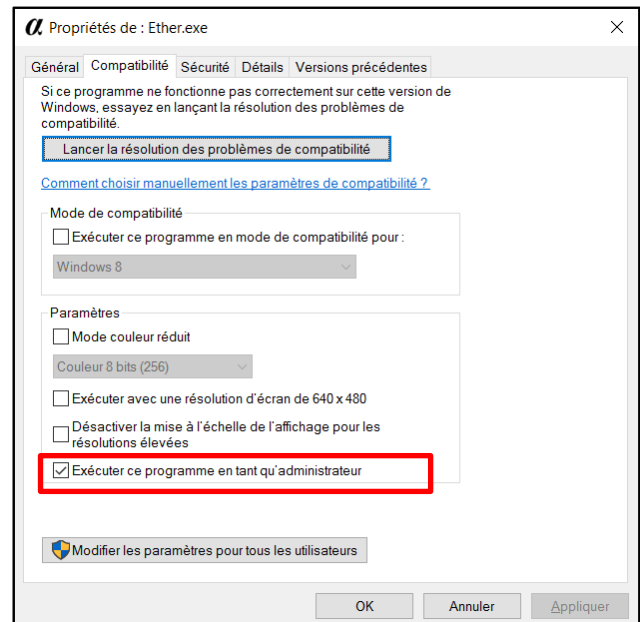 α Propriétés de : Ether.exe
Général Compatibilité Sécurité Détails Versions précédentes
Si ce programme ne fonctionne pas correctement sur cette version de
Windows, essayez en lançant la résolution des problèmes de
compatibilité.
Lancer la résolution des problèmes de compatibilité
Comment choisir manuellement les paramètres de compatibilité ?
Mode de compatibilité
Exécuter ce programme en mode de compatibilité pour :
Windows 8
Paramètres
Mode couleur réduit
Couleur 8 bits (256)
Exécuter avec une résolution d'écran de 640 x 480
Désactiver la mise à l'échelle de l'affichage pour les
résolutions élevées
Exécuter ce programme en tant qu'administrateur
Modifier les paramètres pour tous les utilisateurs
OK Annuler Appliquer